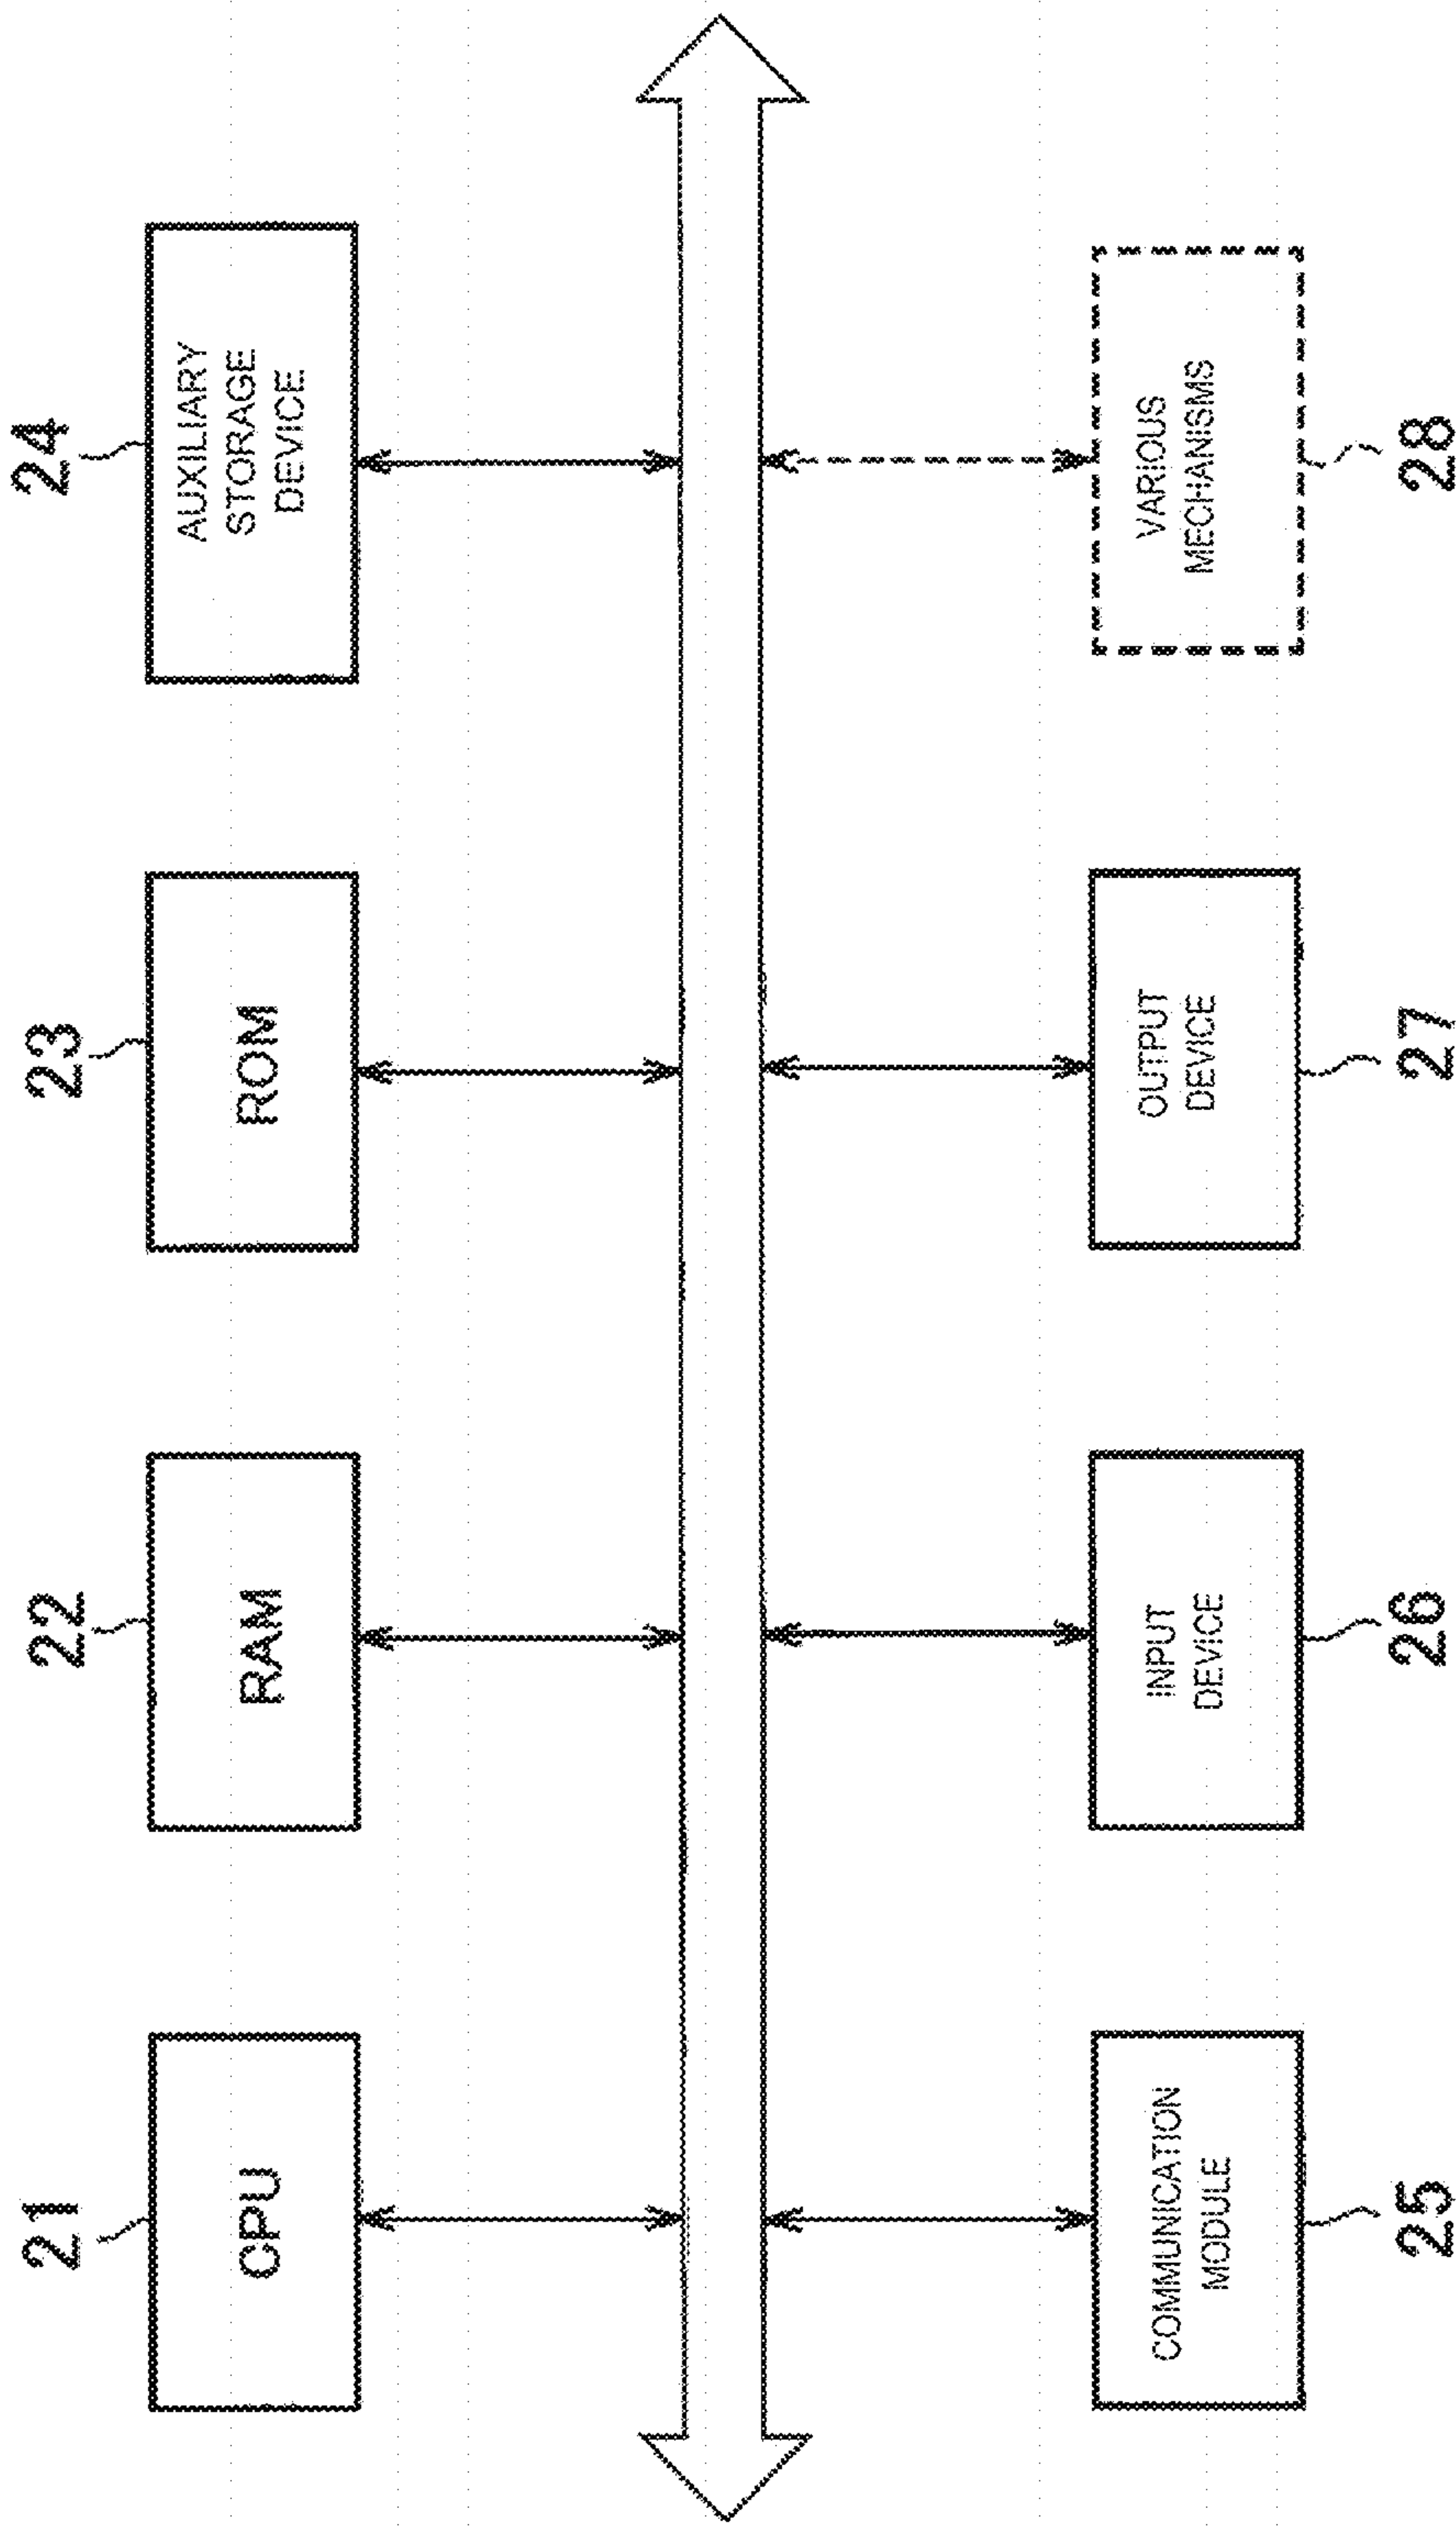 21
22
23
24
CPU
RAM
ROM
AUXILIARY
STORAGE
DEVICE
COMMUNICATION
MODULE
INPUT
DEVICE
OUTPUT
DEVICE
VARIOUS
MECHANISMS
25
26
27
28